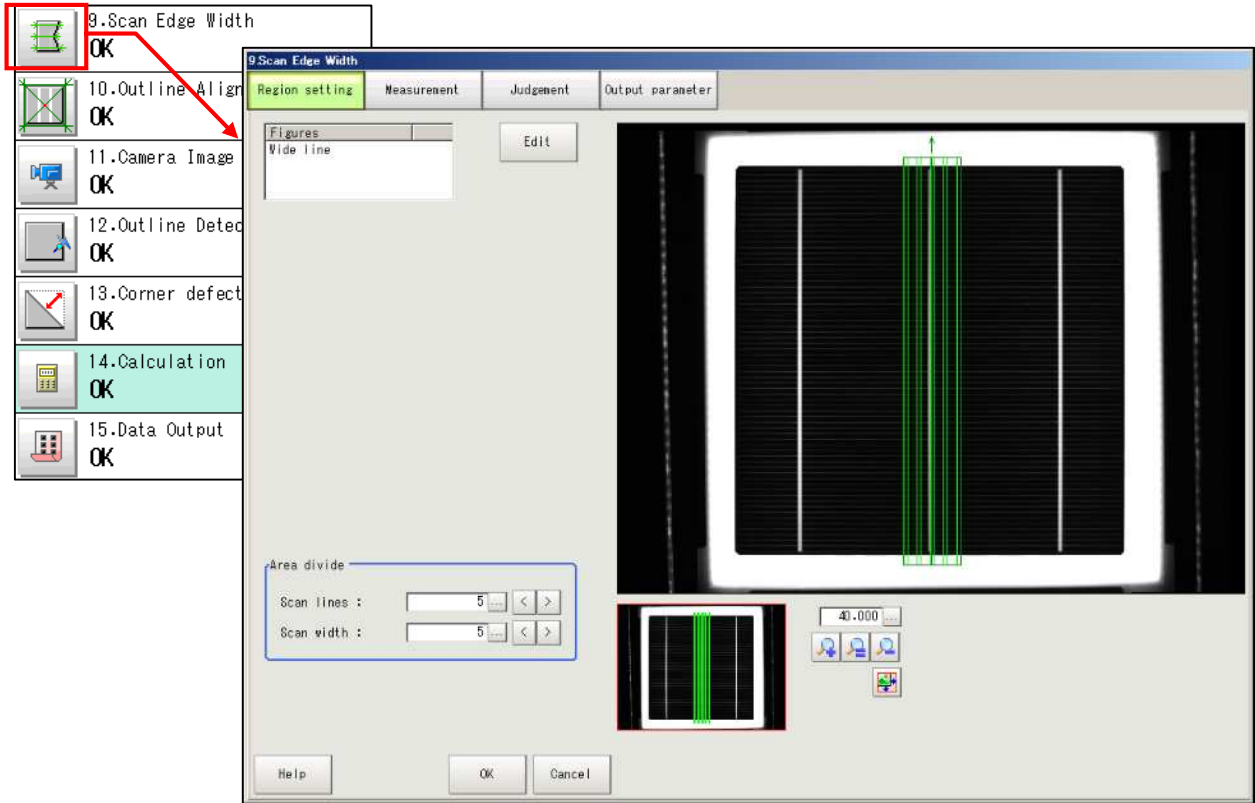 9.Scan Edge Width
OK
10.Outline Align
OK
11.Camera Image
OK
12.Outline Detec
OK
13.Corner defect
OK
14.Calculation
OK
15.Data Output
OK
9.Scan Edge Width
Region setting Measurement Judgement Output parameter
Figures
Wide line
Edit
Area divide
Scan lines : 5 ... < >
Scan width : 5 ... < >
40.000 ...
Help OK Cancel